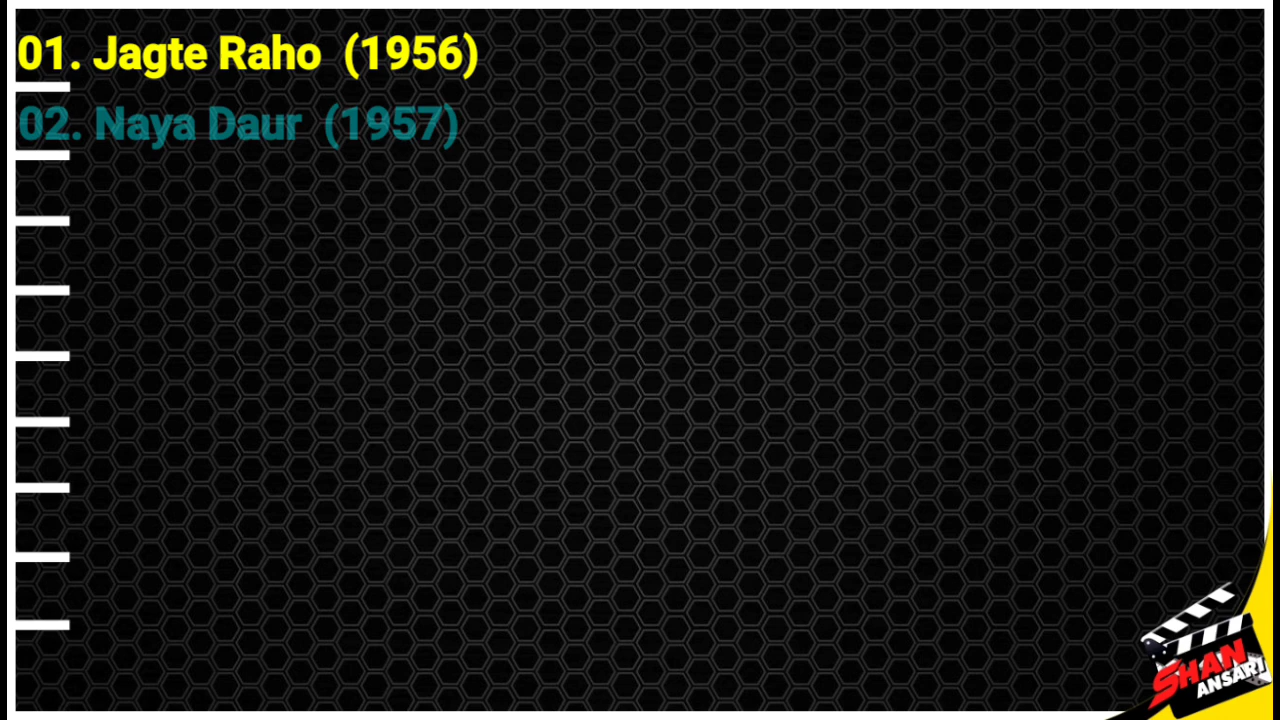 01. Jagte Raho (1956)
02. Naya Daur (1957)
SHAN
ANSARI